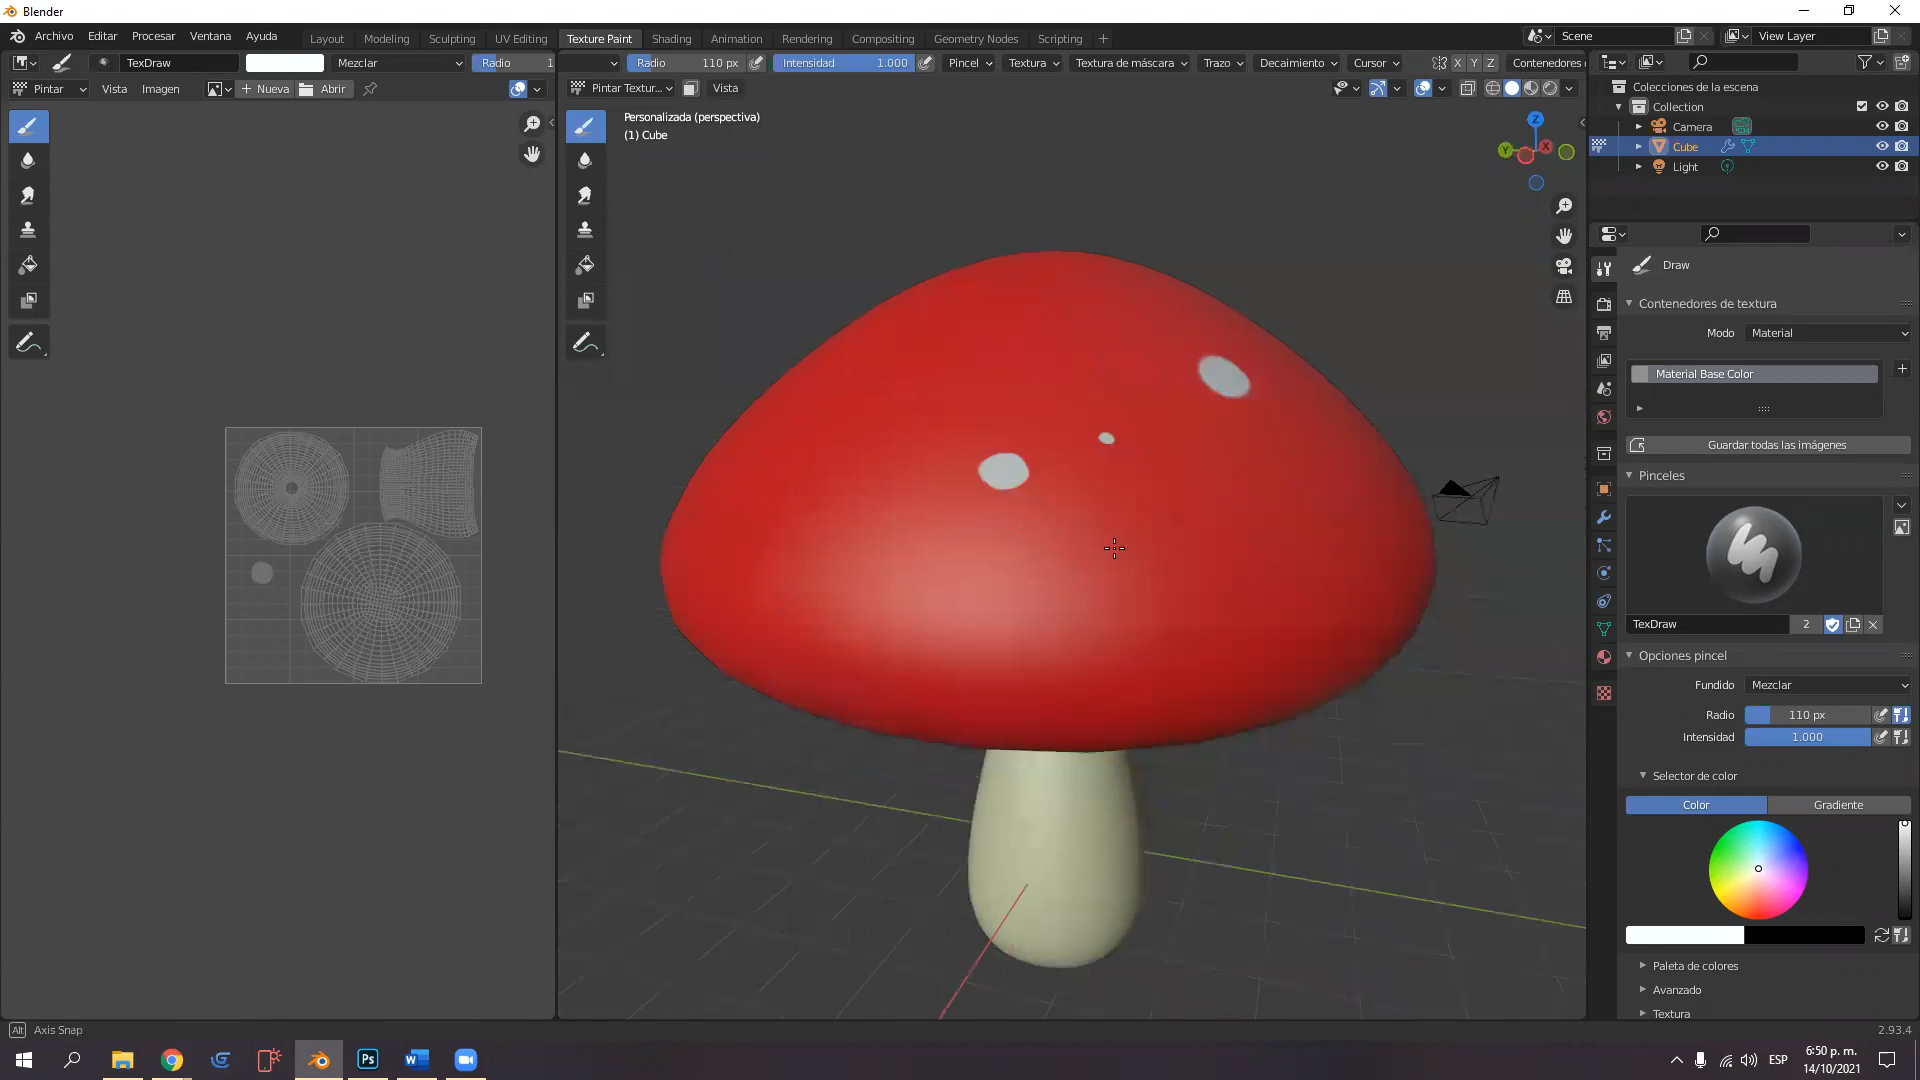 Blender
Archivo Editar Procesar Ventana Ayuda Layout Modeling Sculpting UV Editing Texture Paint Shading Animation Rendering Compositing Geometry Nodes Scripting + Scene View Layer
TexDraw Mezclar Radio 1 Radio 110 px Intensidad 1.000 Pincel Textura Textura de máscara Trazo Decaimiento Cursor X Y Z Contenedores
Pintar Vista Imagen + Nueva Abrir Pintar Textur... Vista
Colecciones de la escena
Collection
Camera
Cube
Light
Personalizada (perspectiva)
(1) Cube
Z
Y X
Draw
Contenedores de textura
Modo Material
Material Base Color
Guardar todas las imágenes
Pinceles
TexDraw 2
Opciones pincel
Fundido Mezclar
Radio 110 px
Intensidad 1.000
Selector de color
Color Gradiente
Paleta de colores
Avanzado
Textura
Alt Axis Snap 2.93.4
Ps ESP 6:50 p. m.
14/10/2021